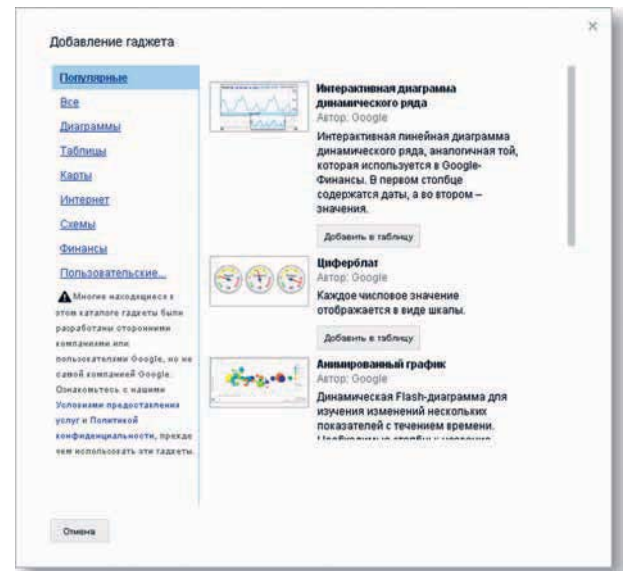 Добавление гаджета
×
Популярные
Все
Диаграммы
Таблицы
Карты
Интернет
Схемы
Финансы
Пользовательские...
Многие находящиеся в
этом каталоге гаджеты были
разработаны сторонними
компаниями или
пользователями Google, но не
самой компанией Google.
Ознакомьтесь с нашими
Условиями предоставления
услуг и Политикой
конфиденциальности, прежде
чем использовать эти гаджеты.
Интерактивная диаграмма
динамического ряда
Автор: Google
Интерактивная линейная диаграмма
динамического ряда, аналогичная той,
которая используется в Google-
Финансы. В первом столбце
содержатся даты, а во втором –
значения.
Добавить в таблицу
Циферблат
Автор: Google
Каждое числовое значение
отображается в виде шкалы.
Добавить в таблицу
Анимированный график
Автор: Google
Динамическая Flash-диаграмма для
изучения изменений нескольких
показателей с течением времени.
Отмена